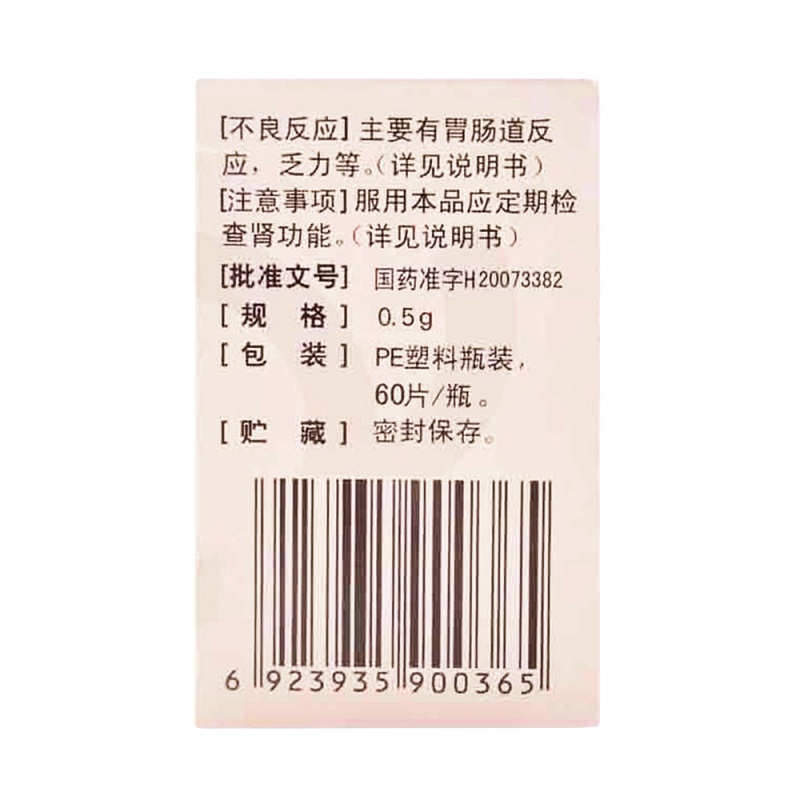 [不良反应] 主要有胃肠道反
应，乏力等。(详见说明书)
[注意事项] 服用本品应定期检
查肾功能。(详见说明书)
[批准文号] 国药准字H20073382
[规 格] 0.5g
[包 装] PE塑料瓶装，
60片/瓶。
[贮 藏] 密封保存。
6 923935 900365